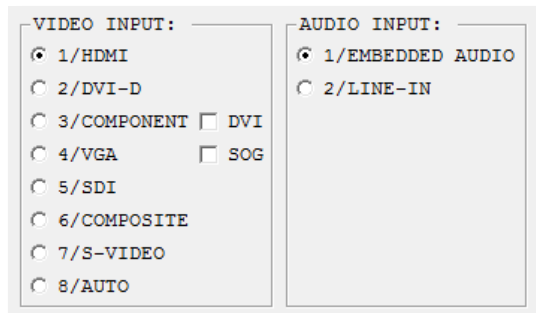 VIDEO INPUT:
1/HDMI
2/DVI-D
3/COMPONENT DVI
4/VGA SOG
5/SDI
6/COMPOSITE
7/S-VIDEO
8/AUTO
AUDIO INPUT:
1/EMBEDDED AUDIO
2/LINE-IN